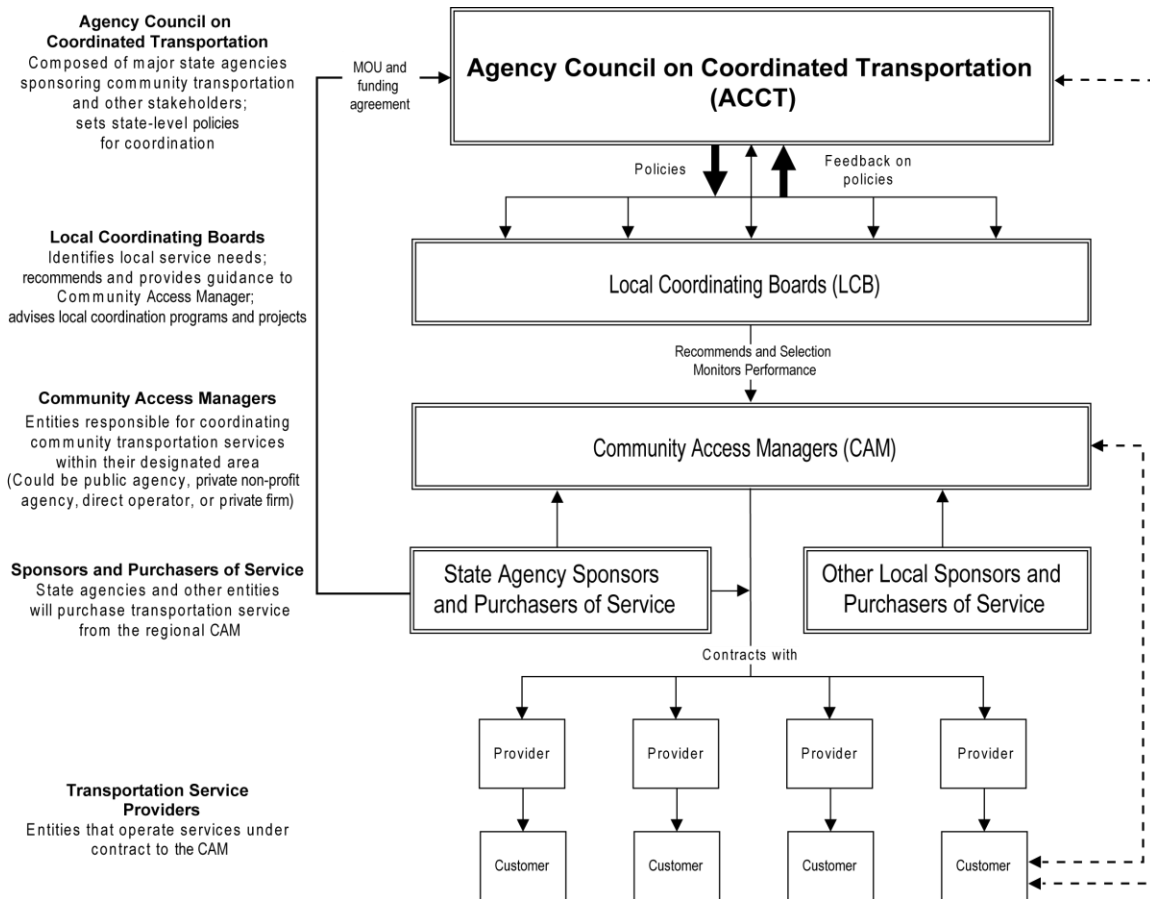 Agency Council on
Coordinated Transportation
Composed of major state agencies
sponsoring community transportation
and other stakeholders;
sets state-level policies
for coordination
MOU and
funding
agreement
Agency Council on Coordinated Transportation
(ACCT)
Policies
Feedback on
policies
Local Coordinating Boards
Identifies local service needs;
recommends and provides guidance to
Community Access Manager;
advises local coordination programs and projects
Local Coordinating Boards (LCB)
Recommends and Selection
Monitors Performance
Community Access Managers
Entities responsible for coordinating
community transportation services
within their designated area
(Could be public agency, private non-profit
agency, direct operator, or private firm)
Community Access Managers (CAM)
Sponsors and Purchasers of Service
State agencies and other entities
will purchase transportation service
from the regional CAM
State Agency Sponsors
and Purchasers of Service
Other Local Sponsors and
Purchasers of Service
Contracts with
Provider
Provider
Provider
Provider
Transportation Service
Providers
Entities that operate services under
contract to the CAM
Customer
Customer
Customer
Customer